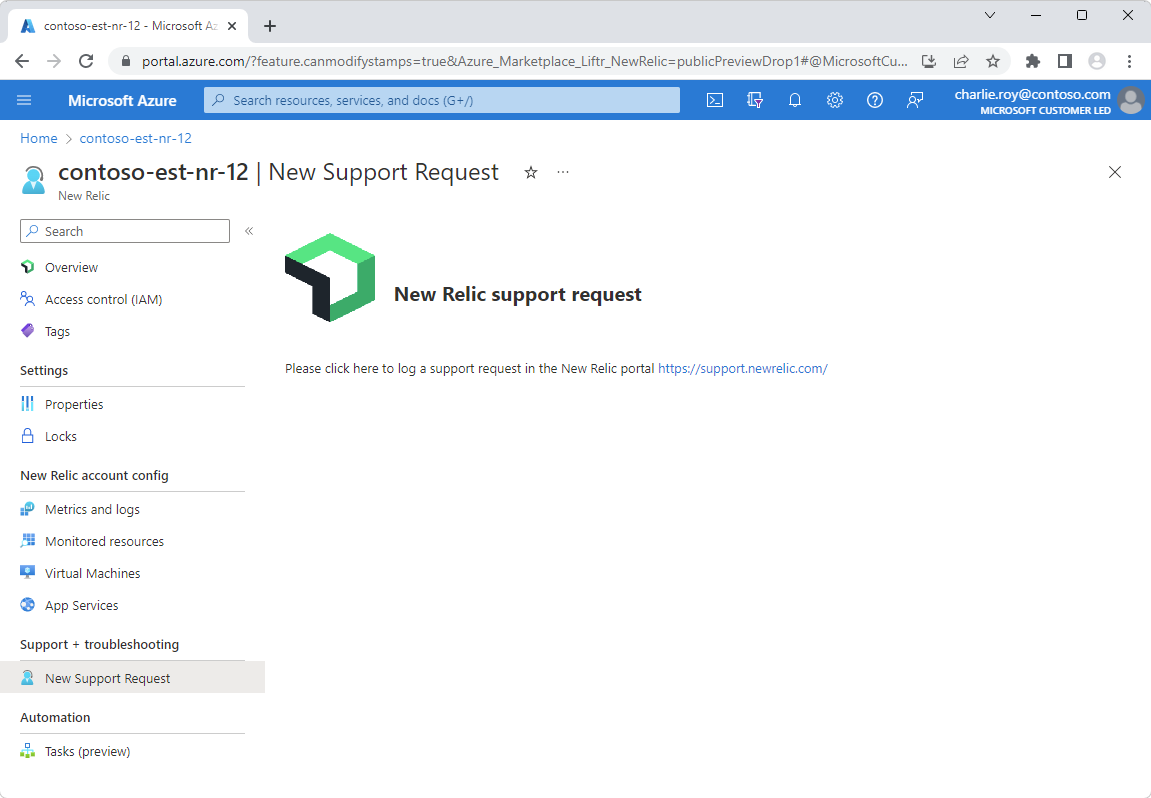 contoso-est-nr-12 - Microsoft Az
portal.azure.com/?feature.canmodifystamps=true&Azure_Marketplace_Liftr_NewRelic=publicPreviewDrop1#@MicrosoftCu...
Microsoft Azure
Search resources, services, and docs (G+/)
charlie.roy@contoso.com
MICROSOFT CUSTOMER LED
Home > contoso-est-nr-12
contoso-est-nr-12 | New Support Request
New Relic
Search
Overview
Access control (IAM)
Tags
Settings
Properties
Locks
New Relic account config
Metrics and logs
Monitored resources
Virtual Machines
App Services
Support + troubleshooting
New Support Request
Automation
Tasks (preview)
New Relic support request
Please click here to log a support request in the New Relic portal https://support.newrelic.com/